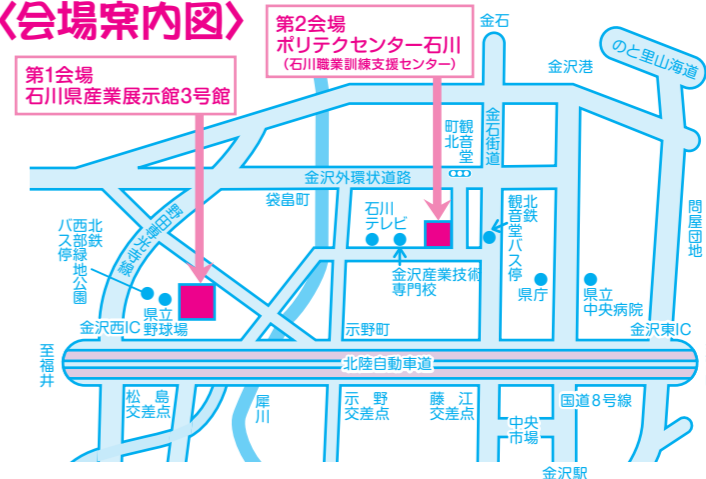 〈会場案内図〉
第1会場
石川県産業展示館3号館
第2会場
ポリテクセンター石川
（石川職業訓練支援センター）
金石
金沢港
のと里山海道
金石街道
観音堂
町北
金沢外環状道路
袋畠町
野田専光寺線
石川
テレビ
北鉄
観音堂バス停
問屋団地
北鉄
西部緑地公園
バス停
金沢産業技術
専門校
県庁
県立
中央病院
県立
野球場
金沢西IC
示野町
金沢東IC
至福井
北陸自動車道
松島
交差点
犀川
示野
交差点
藤江
交差点
国道8号線
中央
市場
金沢駅